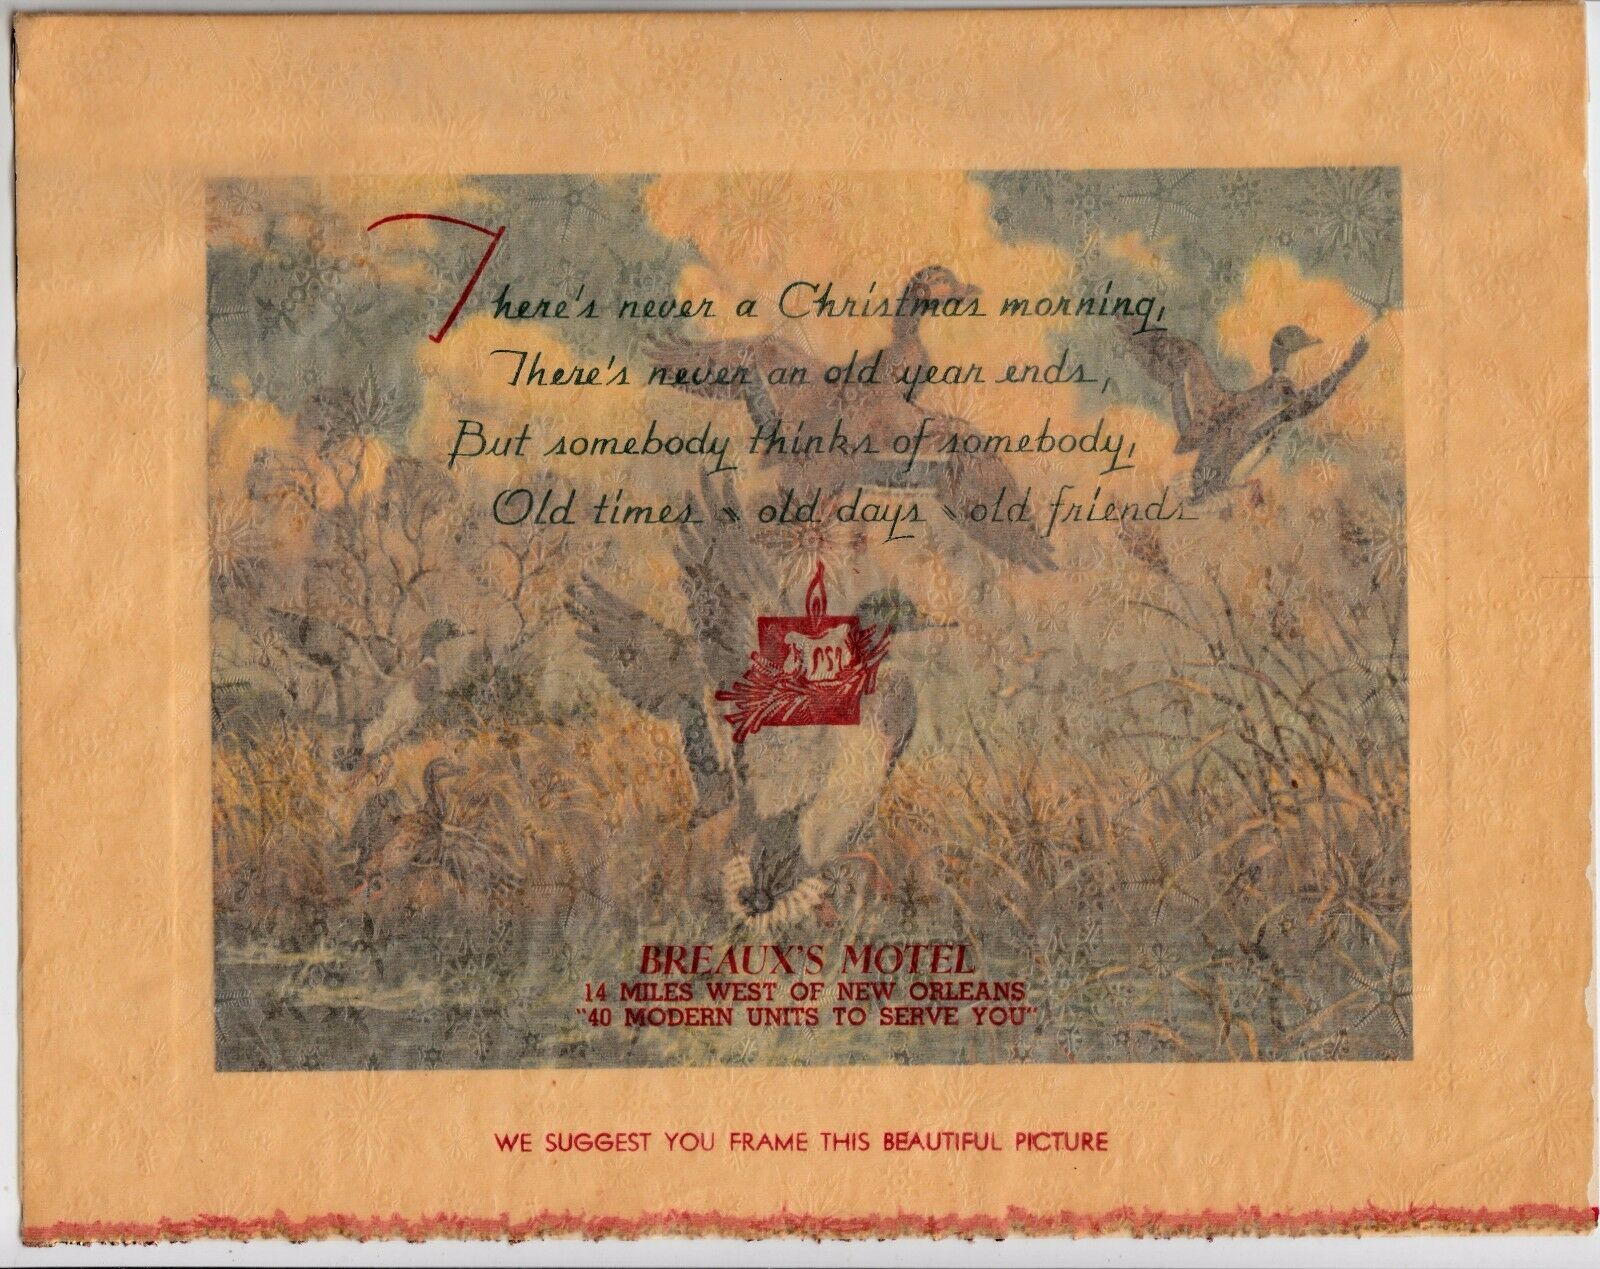 There's never a Christmas morning,
There's never an old year ends,
But somebody thinks of somebody,
Old times - old days - old friends
BREAUX'S MOTEL
14 MILES WEST OF NEW ORLEANS
"40 MODERN UNITS TO SERVE YOU"
WE SUGGEST YOU FRAME THIS BEAUTIFUL PICTURE